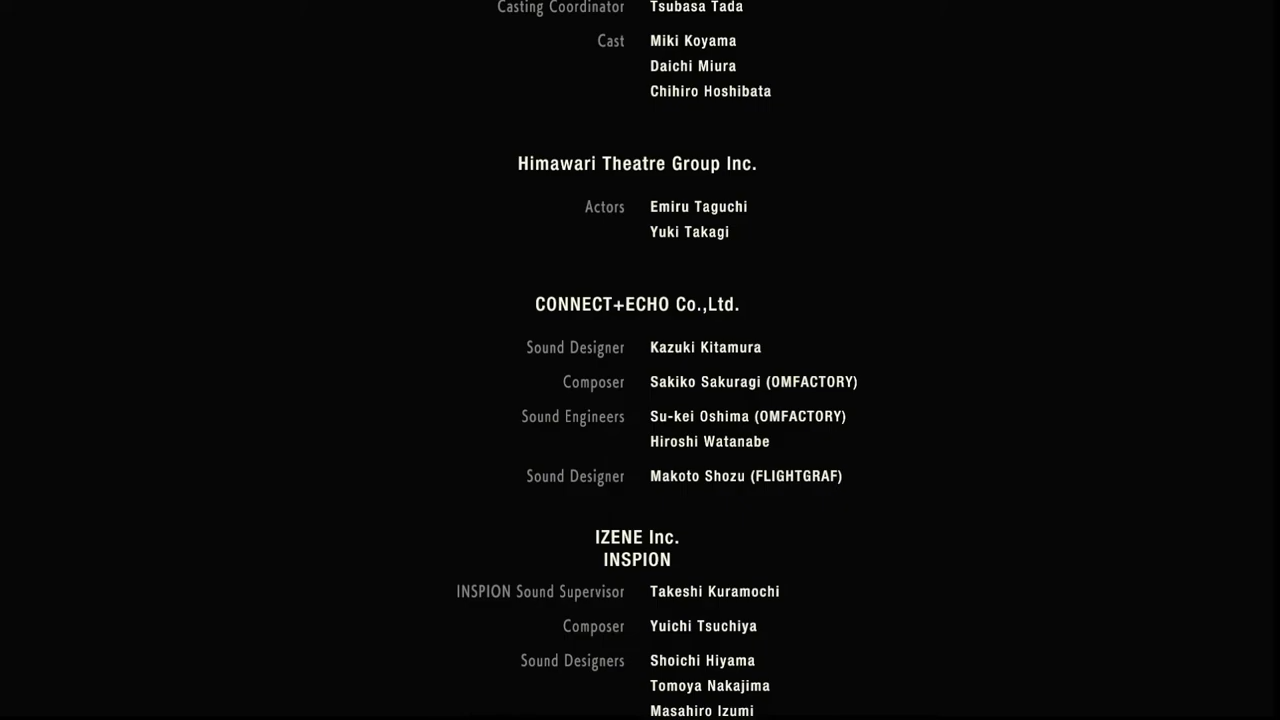 Casting Coordinator Tsubasa Tada
Cast Miki Koyama
Daichi Miura
Chihiro Hoshibata
Himawari Theatre Group Inc.
Actors Emiru Taguchi
Yuki Takagi
CONNECT+ECHO Co.,Ltd.
Sound Designer Kazuki Kitamura
Composer Sakiko Sakuragi (OMFACTORY)
Sound Engineers Su-kei Oshima (OMFACTORY)
Hiroshi Watanabe
Sound Designer Makoto Shozu (FLIGHTGRAF)
IZENE Inc.
INSPION
INSPION Sound Supervisor Takeshi Kuramochi
Composer Yuichi Tsuchiya
Sound Designers Shoichi Hiyama
Tomoya Nakajima
Masahiro Izumi